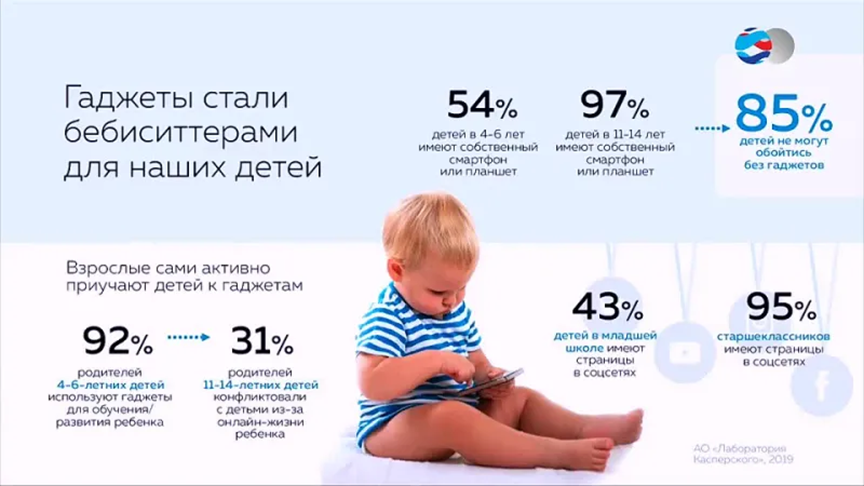 Гаджеты стали
бебиситтерами
для наших детей
54%
детей в 4-6 лет
имеют собственный
смартфон
или планшет
97%
детей в 11-14 лет
имеют собственный
смартфон
или планшет
85%
детей не могут
обойтись
без гаджетов
Взрослые сами активно
приучают детей к гаджетам
92%
родителей
4-6-летних детей
используют гаджеты
для обучения/
развития ребенка
31%
родителей
11-14-летних детей
конфликтовали
с детьми из-за
онлайн-жизни
ребенка
43%
детей в младшей
школе имеют
страницы
в соцсетях
95%
старшеклассников
имеют страницы
в соцсетях
АО «Лаборатория
Касперского», 2019